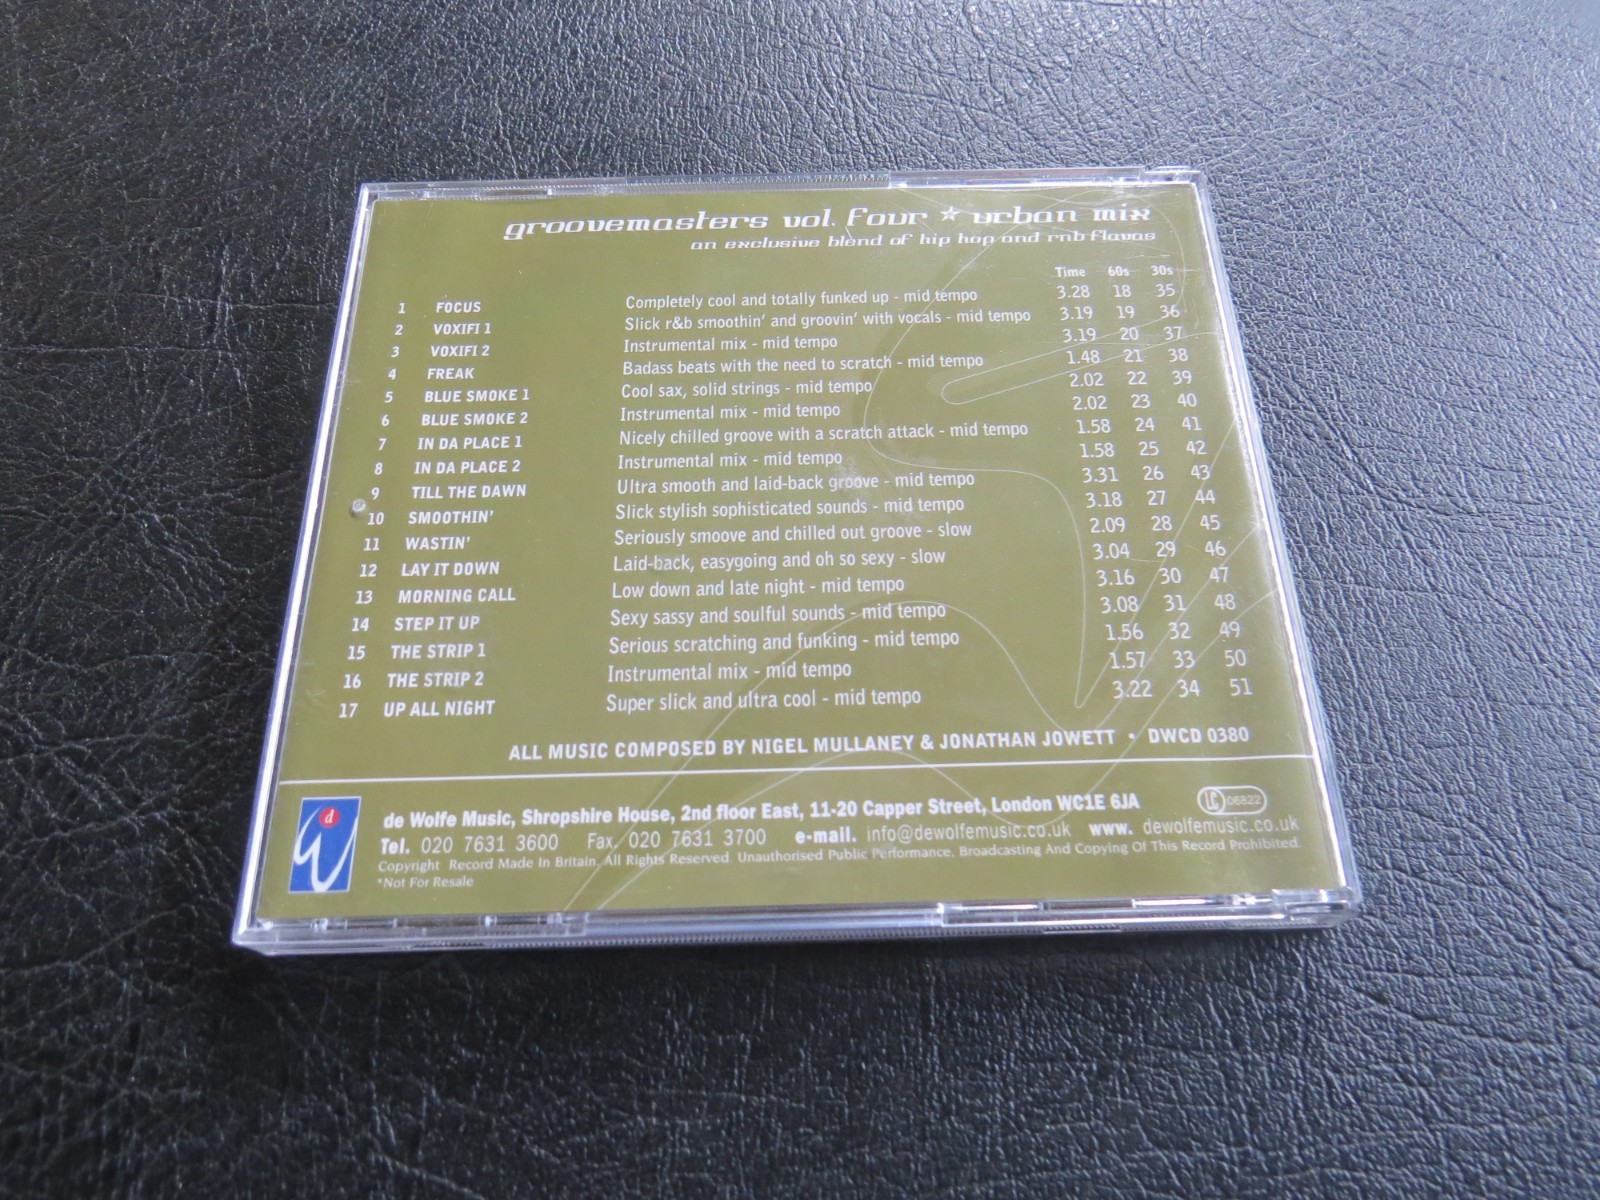 groovemasters vol. four ★ urban mix
an exclusive blend of hip hop and rnb flavas
Time 60s 30s
1 FOCUS Completely cool and totally funked up - mid tempo 3.28 18 35
2 VOXIFI 1 Slick r&b smoothin' and groovin' with vocals - mid tempo 3.19 19 36
3 VOXIFI 2 Instrumental mix - mid tempo 3.19 20 37
4 FREAK Badass beats with the need to scratch - mid tempo 1.48 21 38
5 BLUE SMOKE 1 Cool sax, solid strings - mid tempo 2.02 22 39
6 BLUE SMOKE 2 Instrumental mix - mid tempo 2.02 23 40
7 IN DA PLACE 1 Nicely chilled groove with a scratch attack - mid tempo 1.58 24 41
8 IN DA PLACE 2 Instrumental mix - mid tempo 1.58 25 42
9 TILL THE DAWN Ultra smooth and laid-back groove - mid tempo 3.31 26 43
10 SMOOTHIN' Slick stylish sophisticated sounds - mid tempo 3.18 27 44
11 WASTIN' Seriously smoove and chilled out groove - slow 2.09 28 45
12 LAY IT DOWN Laid-back, easygoing and oh so sexy - slow 3.04 29 46
13 MORNING CALL Low down and late night - mid tempo 3.16 30 47
14 STEP IT UP Sexy sassy and soulful sounds - mid tempo 3.08 31 48
15 THE STRIP 1 Serious scratching and funking - mid tempo 1.56 32 49
16 THE STRIP 2 Instrumental mix - mid tempo 1.57 33 50
17 UP ALL NIGHT Super slick and ultra cool - mid tempo 3.22 34 51
ALL MUSIC COMPOSED BY NIGEL MULLANEY & JONATHAN JOWETT • DWCD 0380
d W
de Wolfe Music, Shropshire House, 2nd floor East, 11-20 Capper Street, London WC1E 6JA
LC 06822
Tel. 020 7631 3600 Fax. 020 7631 3700 e-mail. info@dewolfemusic.co.uk www. dewolfemusic.co.uk
Copyright Record Made In Britain. All Rights Reserved. Unauthorised Public Performance, Broadcasting And Copying Of This Record Prohibited.
*Not For Resale